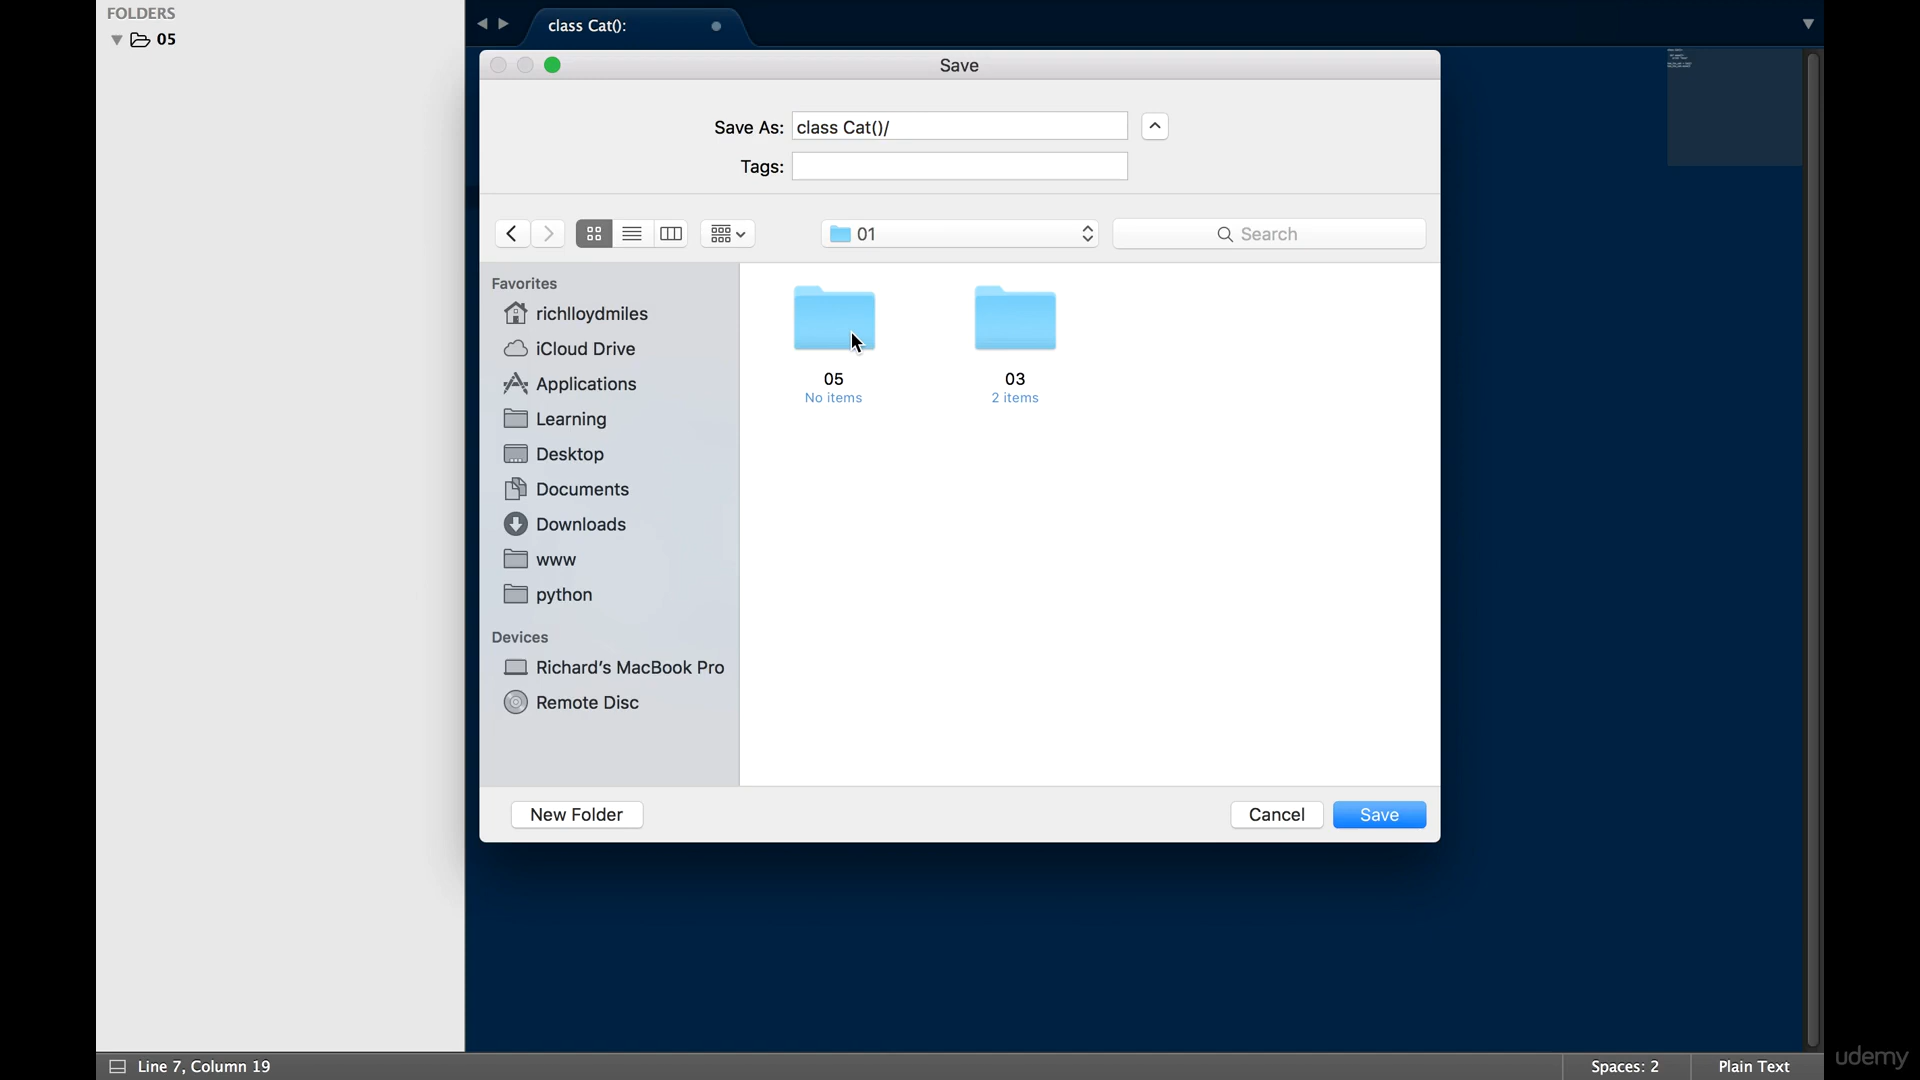 FOLDERS
05
class Cat():
Save
Save As: class Cat()/
Tags:
01
Search
Favorites
richlloydmiles
iCloud Drive
Applications
Learning
Desktop
Documents
Downloads
www
python
Devices
Richard's MacBook Pro
Remote Disc
05
No items
03
2 items
New Folder
Cancel
Save
Line 7, Column 19
Spaces: 2
Plain Text
udemy